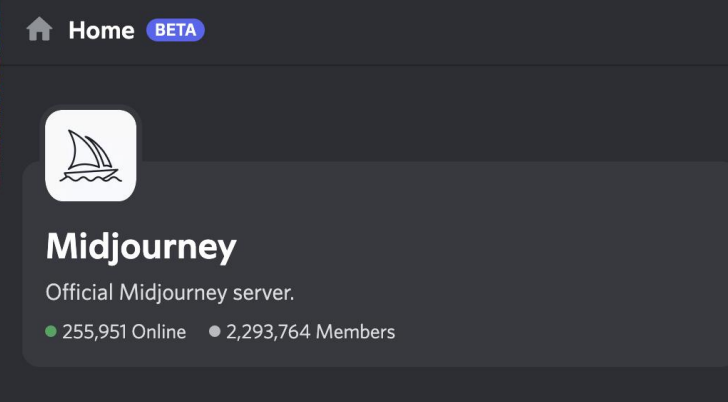 Home BETA
Midjourney
Official Midjourney server.
255,951 Online 2,293,764 Members